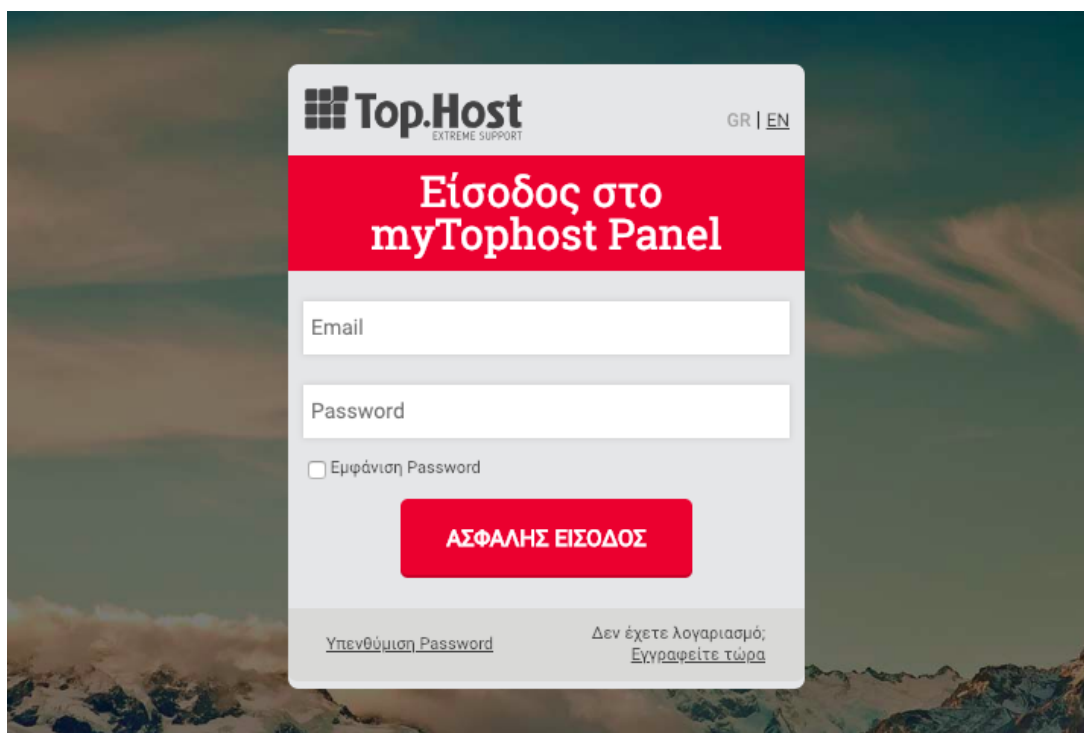 Top.Host
EXTREME SUPPORT
GR | EN
Είσοδος στο
myTophost Panel
Email
Password
Εμφάνιση Password
ΑΣΦΑΛΗΣ ΕΙΣΟΔΟΣ
Υπενθύμιση Password
Δεν έχετε λογαριασμό;
Εγγραφείτε τώρα